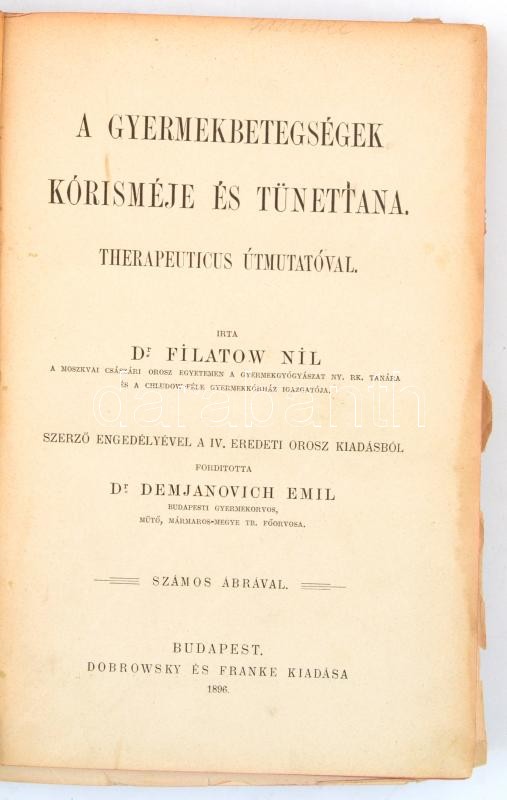 A GYERMEKBETEGSÉGEK
KÓRISMÉJE ÉS TÜNETTANA.
THERAPEUTICUS ÚTMUTATÓVAL.
IRTA
Dr FILATOW NIL
A MOSZKVAI CSÁSZÁRI OROSZ EGYETEMEN A GYERMEKGYÓGYÁSZAT NY. RK. TANÁRA
ÉS A CHLUDOW-FÉLE GYERMEKKÓRHÁZ IGAZGATÓJA.
darabanth
SZERZŐ ENGEDÉLYÉVEL A IV. EREDETI OROSZ KIADÁSBÓL
FORDITOTTA
Dr DEMJANOVICH EMIL
BUDAPESTI GYERMEKORVOS,
MŰTŐ, MÁRMAROS-MEGYE TB. FŐORVOSA.
SZÁMOS ÁBRÁVAL.
BUDAPEST.
DOBROWSKY ÉS FRANKE KIADÁSA
1896.